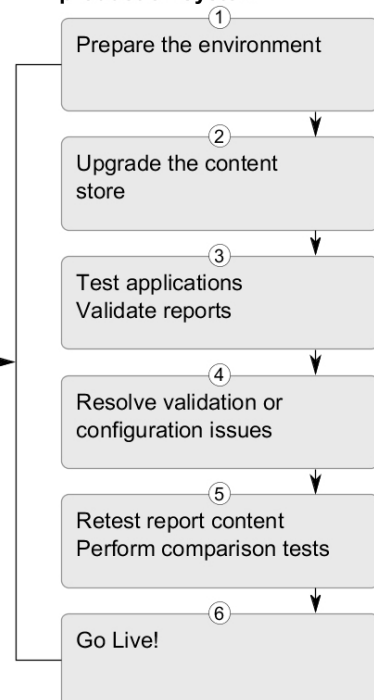 1
Prepare the environment
2
Upgrade the content
store
3
Test applications
Validate reports
4
Resolve validation or
configuration issues
5
Retest report content
Perform comparison tests
6
Go Live!